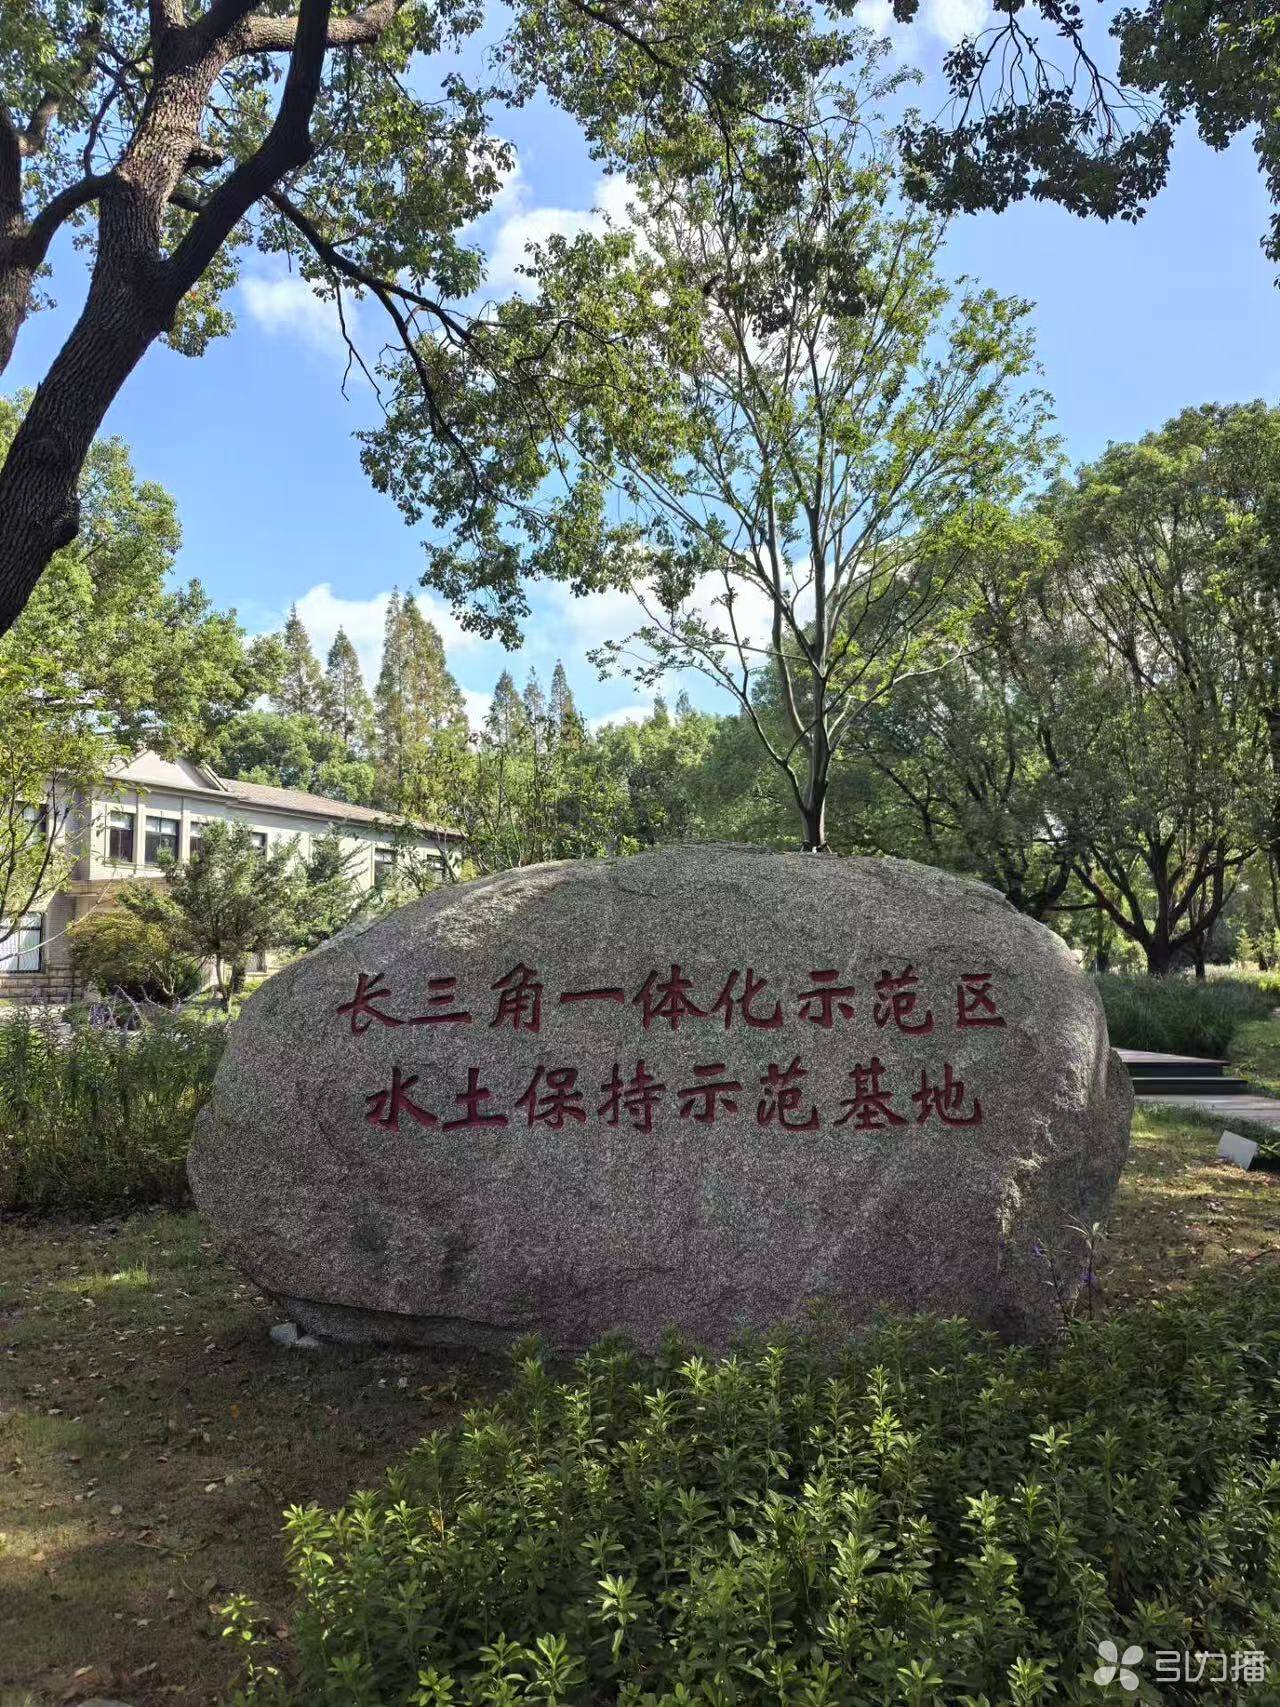 长三角一体化示范区
水土保持示范基地
引力播